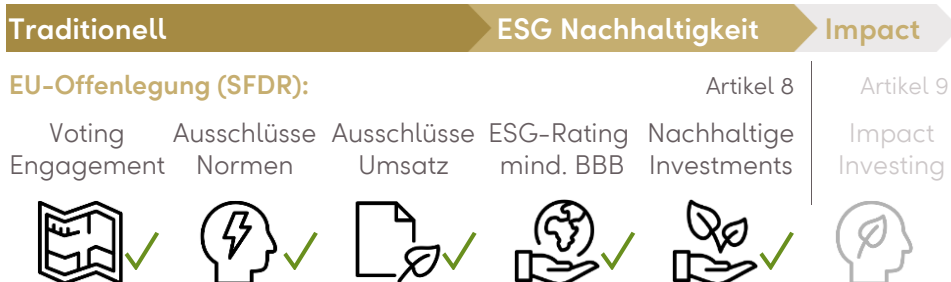 Traditionell ESG Nachhaltigkeit Impact
EU-Offenlegung (SFDR): Artikel 8 Artikel 9
Voting Ausschlüsse Ausschlüsse ESG-Rating Nachhaltige Impact
Engagement Normen Umsatz mind. BBB Investments Investing